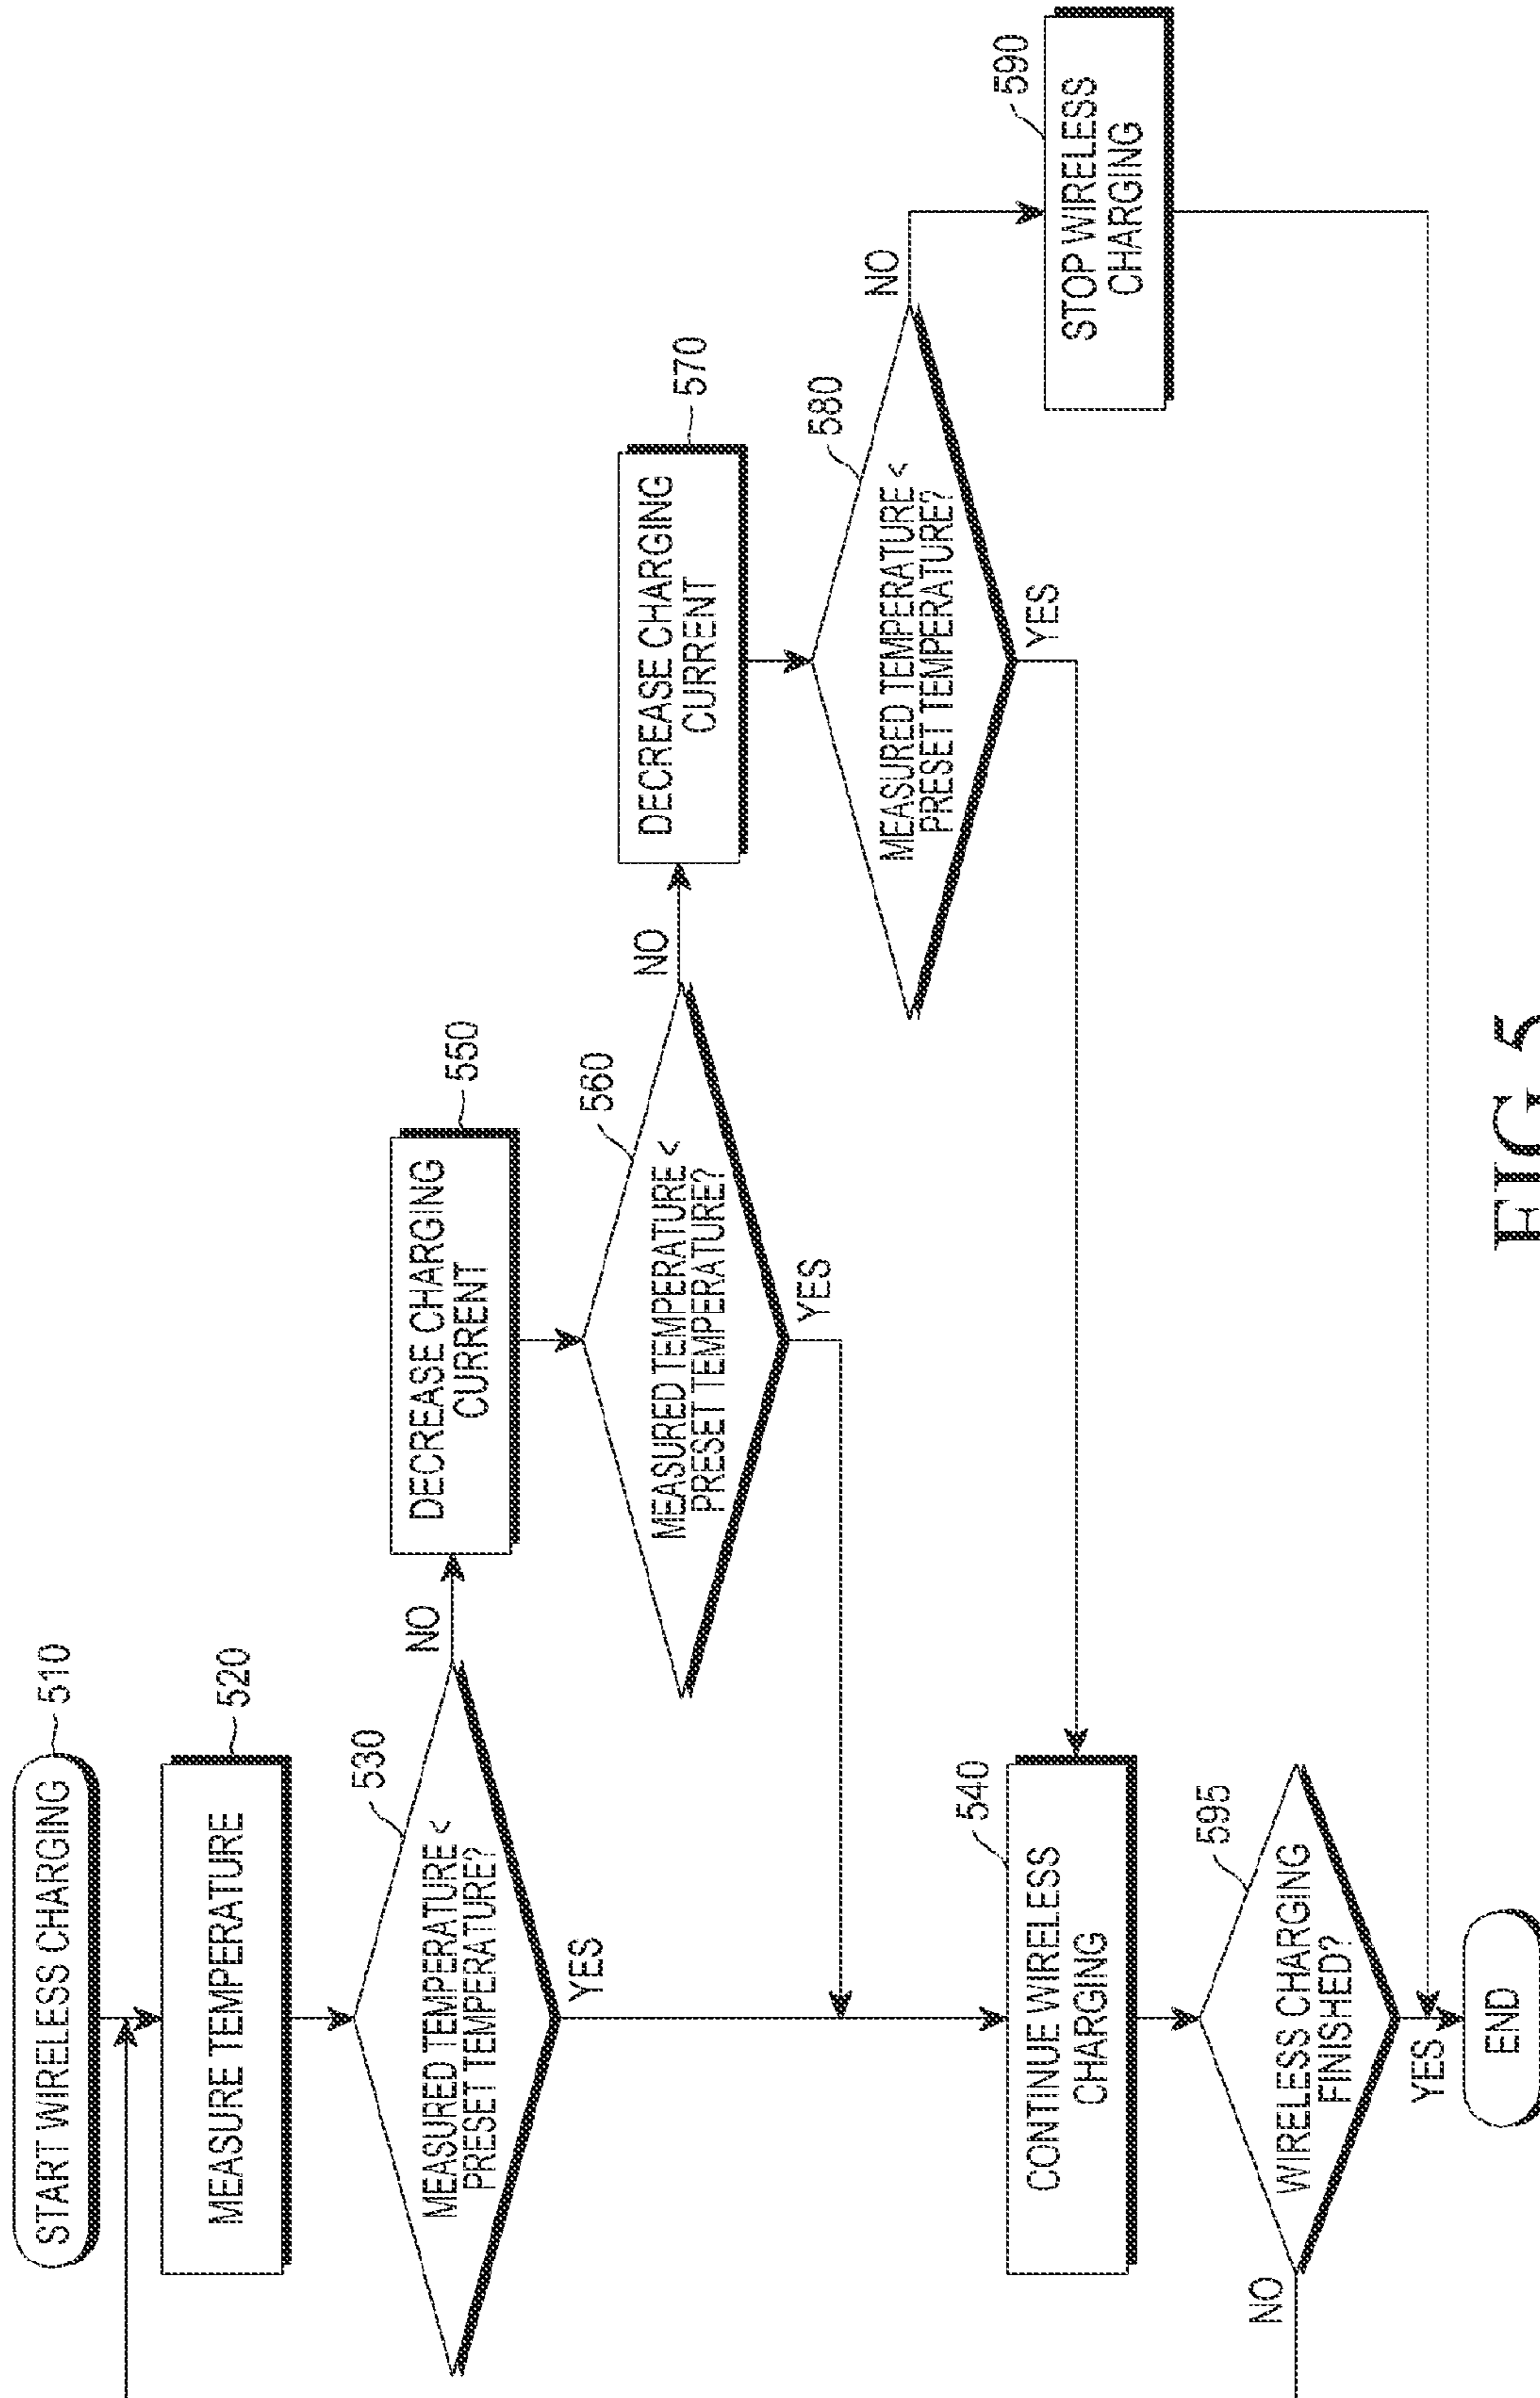 START WIRELESS CHARGING
510
MEASURE TEMPERATURE
520
530
MEASURED TEMPERATURE <
PRESET TEMPERATURE?
NO
YES
DECREASE CHARGING
CURRENT
550
560
MEASURED TEMPERATURE <
PRESET TEMPERATURE?
NO
YES
DECREASE CHARGING
CURRENT
570
580
MEASURED TEMPERATURE <
PRESET TEMPERATURE?
NO
YES
590
STOP WIRELESS
CHARGING
540
CONTINUE WIRELESS
CHARGING
595
WIRELESS CHARGING
FINISHED?
NO
YES
END
FIG. 5